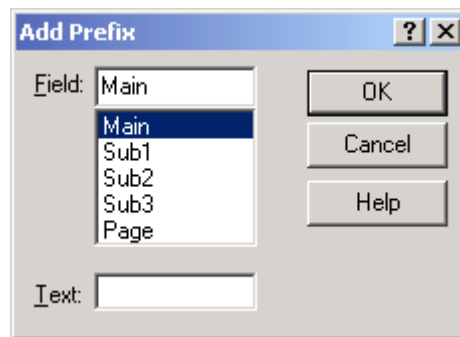 Add Prefix
Field: Main
Main
Sub1
Sub2
Sub3
Page
Text:
OK
Cancel
Help